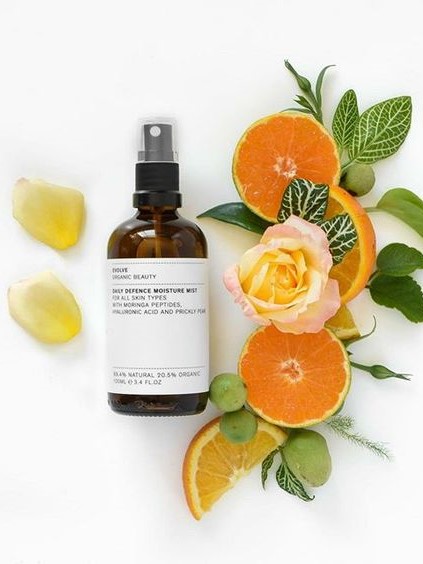 EVOLVE
ORGANIC BEAUTY
DAILY DEFENCE MOISTURE MIST
FOR ALL SKIN TYPES
WITH MORINGA PEPTIDES,
HYALURONIC ACID AND PRICKLY PEAR
99.4% NATURAL 20.5% ORGANIC
100ML ℮ 3.4 FL.OZ